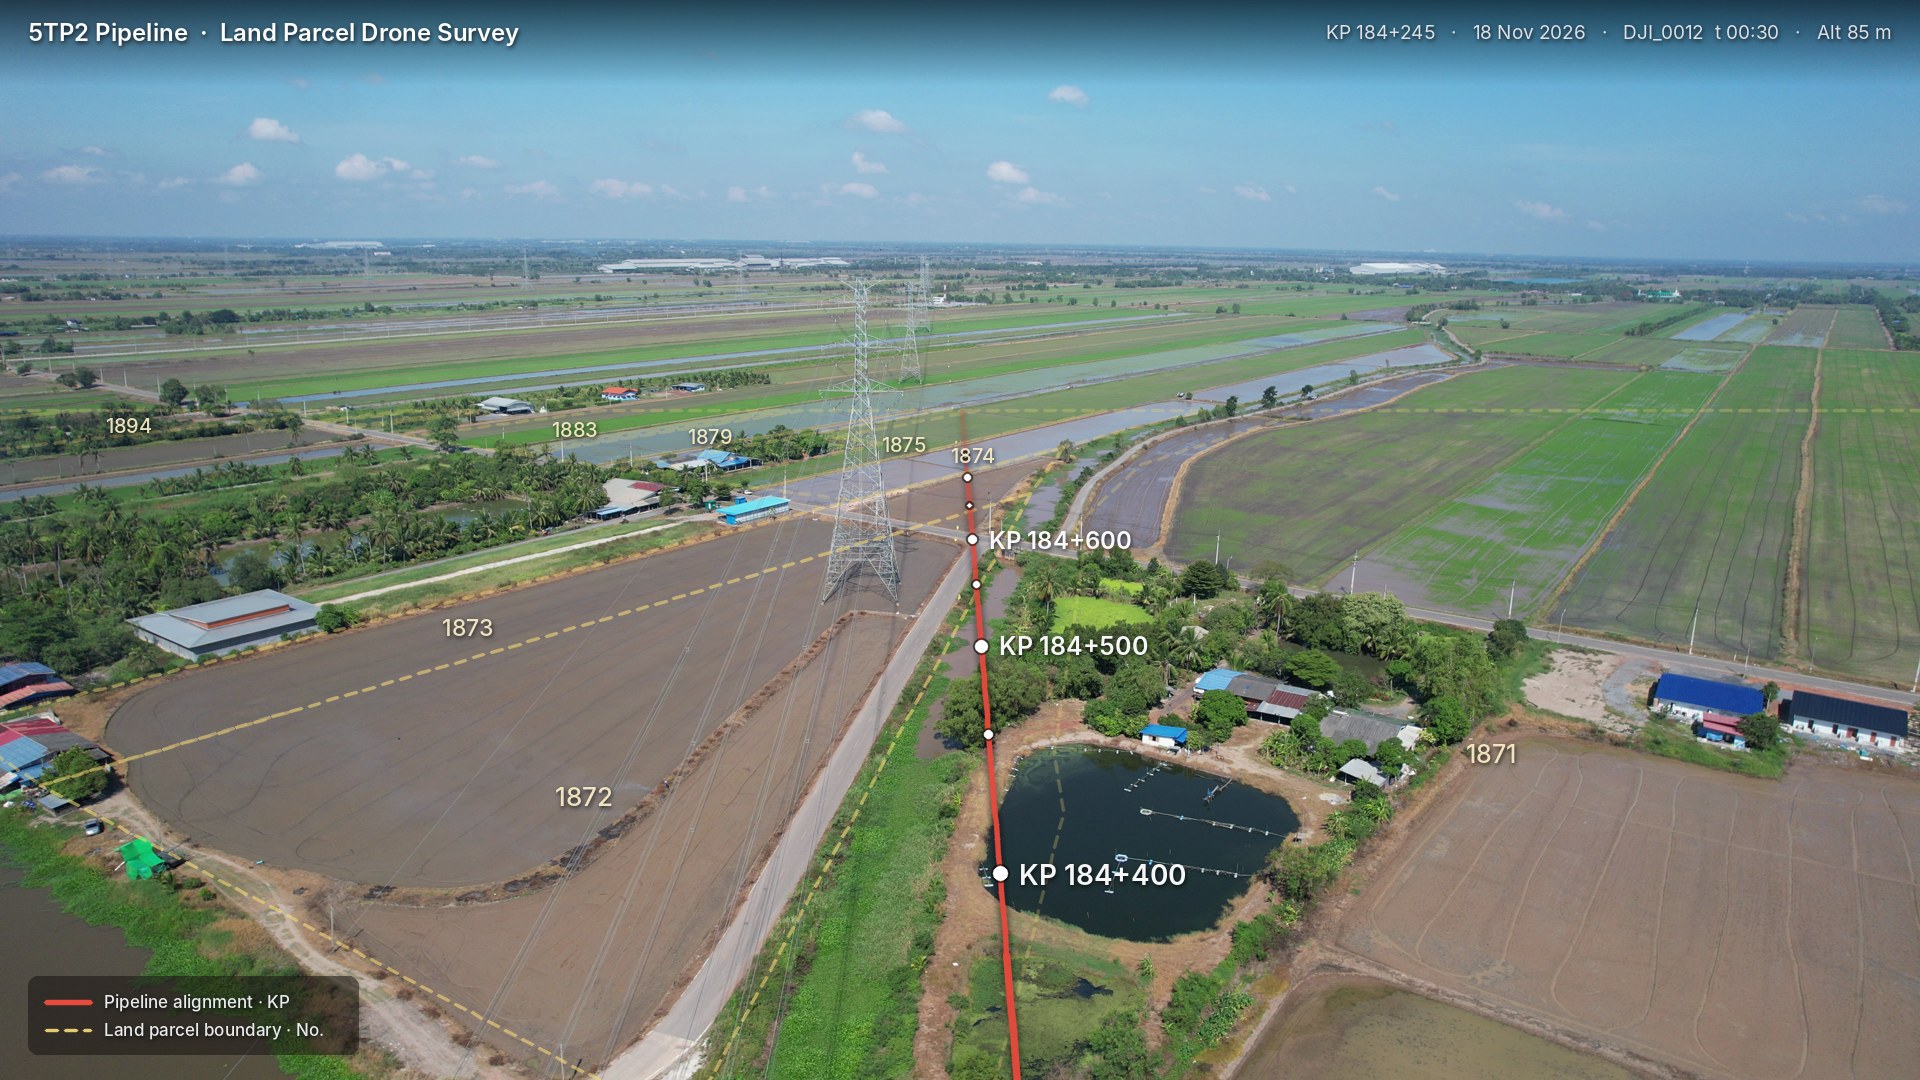 5TP2 Pipeline · Land Parcel Drone Survey
KP 184+245 · 18 Nov 2026 · DJI_0012 t 00:30 · Alt 85 m
1894
1883
1879
1875
1874
KP 184+600
1873
KP 184+500
1871
1872
KP 184+400
Pipeline alignment · KP
Land parcel boundary · No.